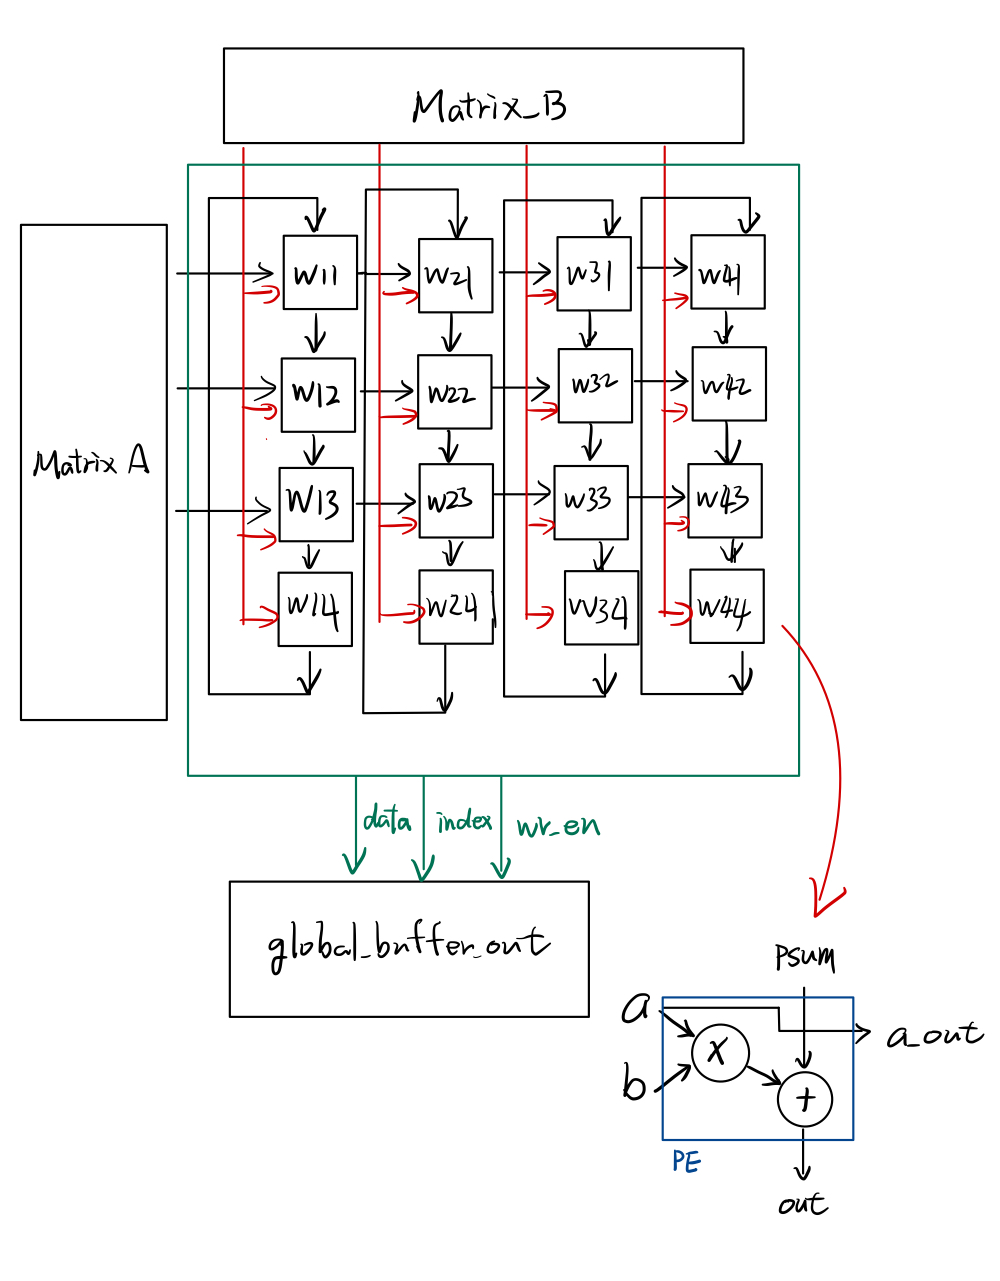 Matrix_B
Matrix A
W11 W21 W31 W41
W12 W22 W32 W42
W13 W23 W33 W43
W14 W24 W34 W44
data index wr_en
global_buffer_out
Psum
a
a_out
X
b
+
PE
out